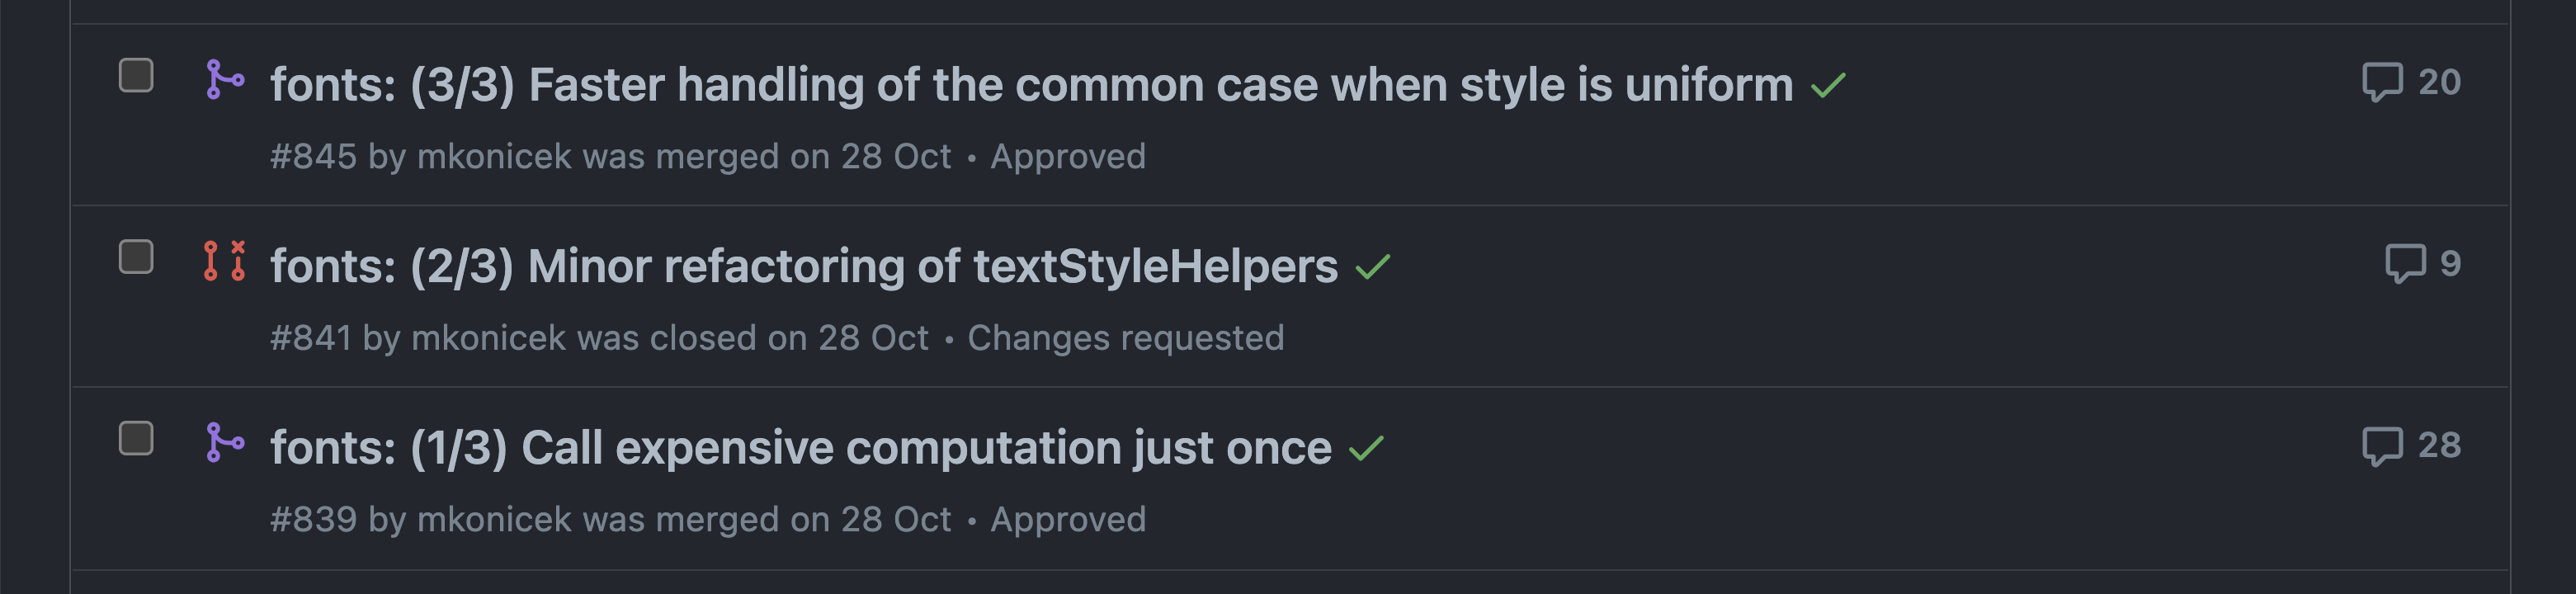 fonts: (3/3) Faster handling of the common case when style is uniform
20
#845 by mkonicek was merged on 28 Oct • Approved
fonts: (2/3) Minor refactoring of textStyleHelpers
9
#841 by mkonicek was closed on 28 Oct • Changes requested
fonts: (1/3) Call expensive computation just once
28
#839 by mkonicek was merged on 28 Oct • Approved